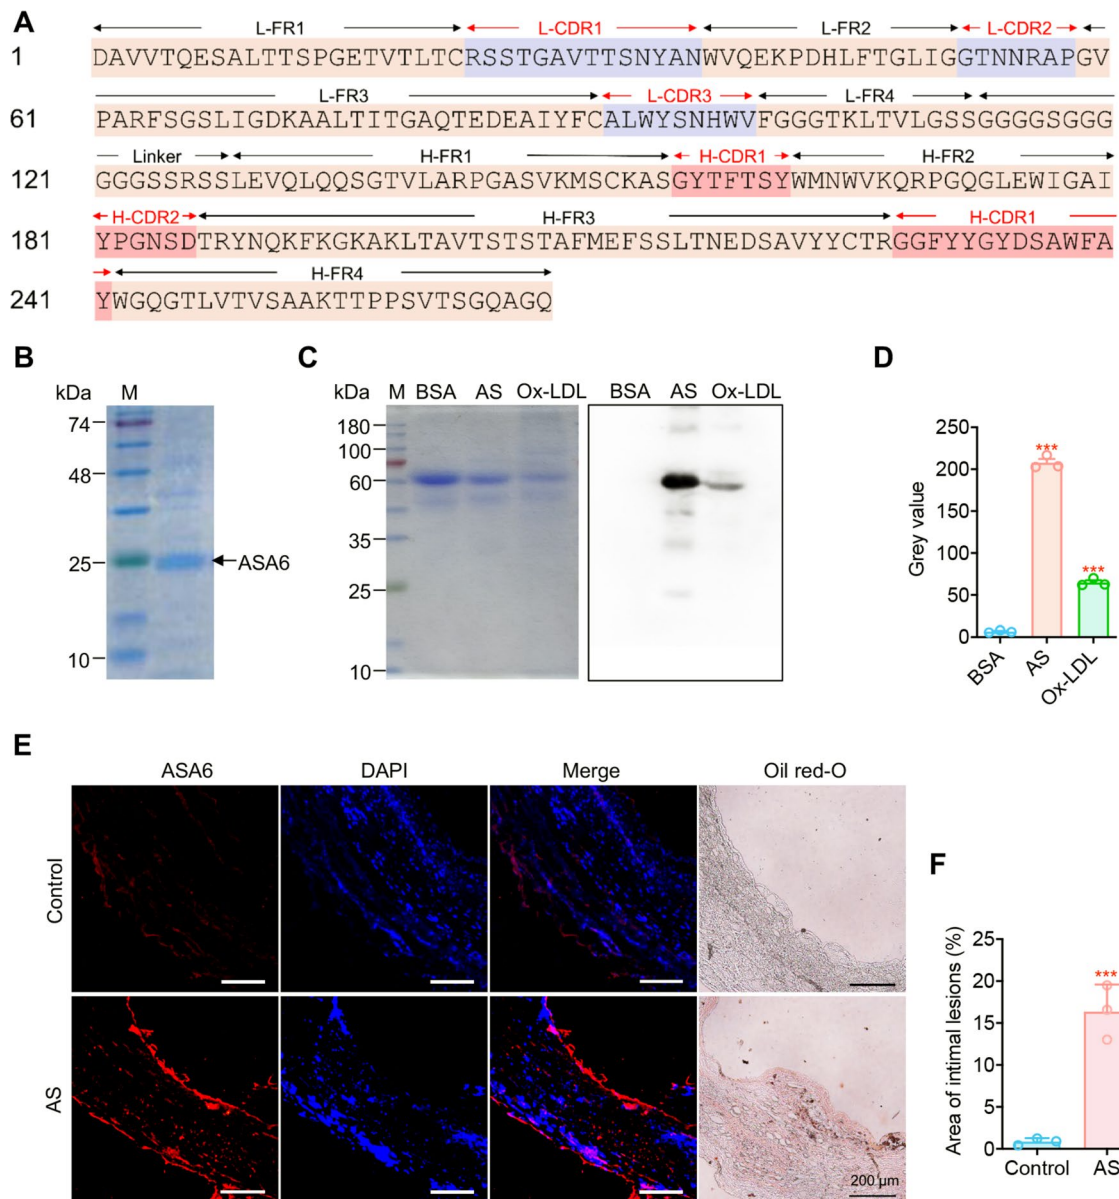 A
L-FR1 L-CDR1 L-FR2 L-CDR2
1 DAVVTQESALTTSPGETVTLTCRSSTGAVTTSNYANWVQEKPDHLFTGLIGGTNNRAPGV
L-FR3 L-CDR3 L-FR4
61 PARFSGSLIGDKAALTITGAQTEDEAIYFCALWYSNHWVFGGGTKLTVLGSSGGGGSGGG
Linker H-FR1 H-CDR1 H-FR2
121 GGGSSRSSLEVQLQQSGTVLARPGASVKMSCKASGYTFTSYWMNWVKQRPGQGLEWIGAI
H-CDR2 H-FR3 H-CDR1
181 YPGNSDTRYNQKFKGKAKLTAVTSTSTAFMEFSSLTNEDSAVYYCTRGGFYYGYDSAWFA
H-FR4
241 YWGQGTLVTVSAAKTTPPSVTSGQAGQ
B
kDa M
74
48
25
10
ASA6
C
kDa M BSA AS Ox-LDL BSA AS Ox-LDL
180
100
60
35
25
10
D
Grey value
250
200
150
100
50
0
***
***
BSA AS Ox-LDL
E
ASA6 DAPI Merge Oil red-O
Control
AS
200 μm
F
Area of intimal lesions (%)
25
20
15
10
5
0
***
Control AS